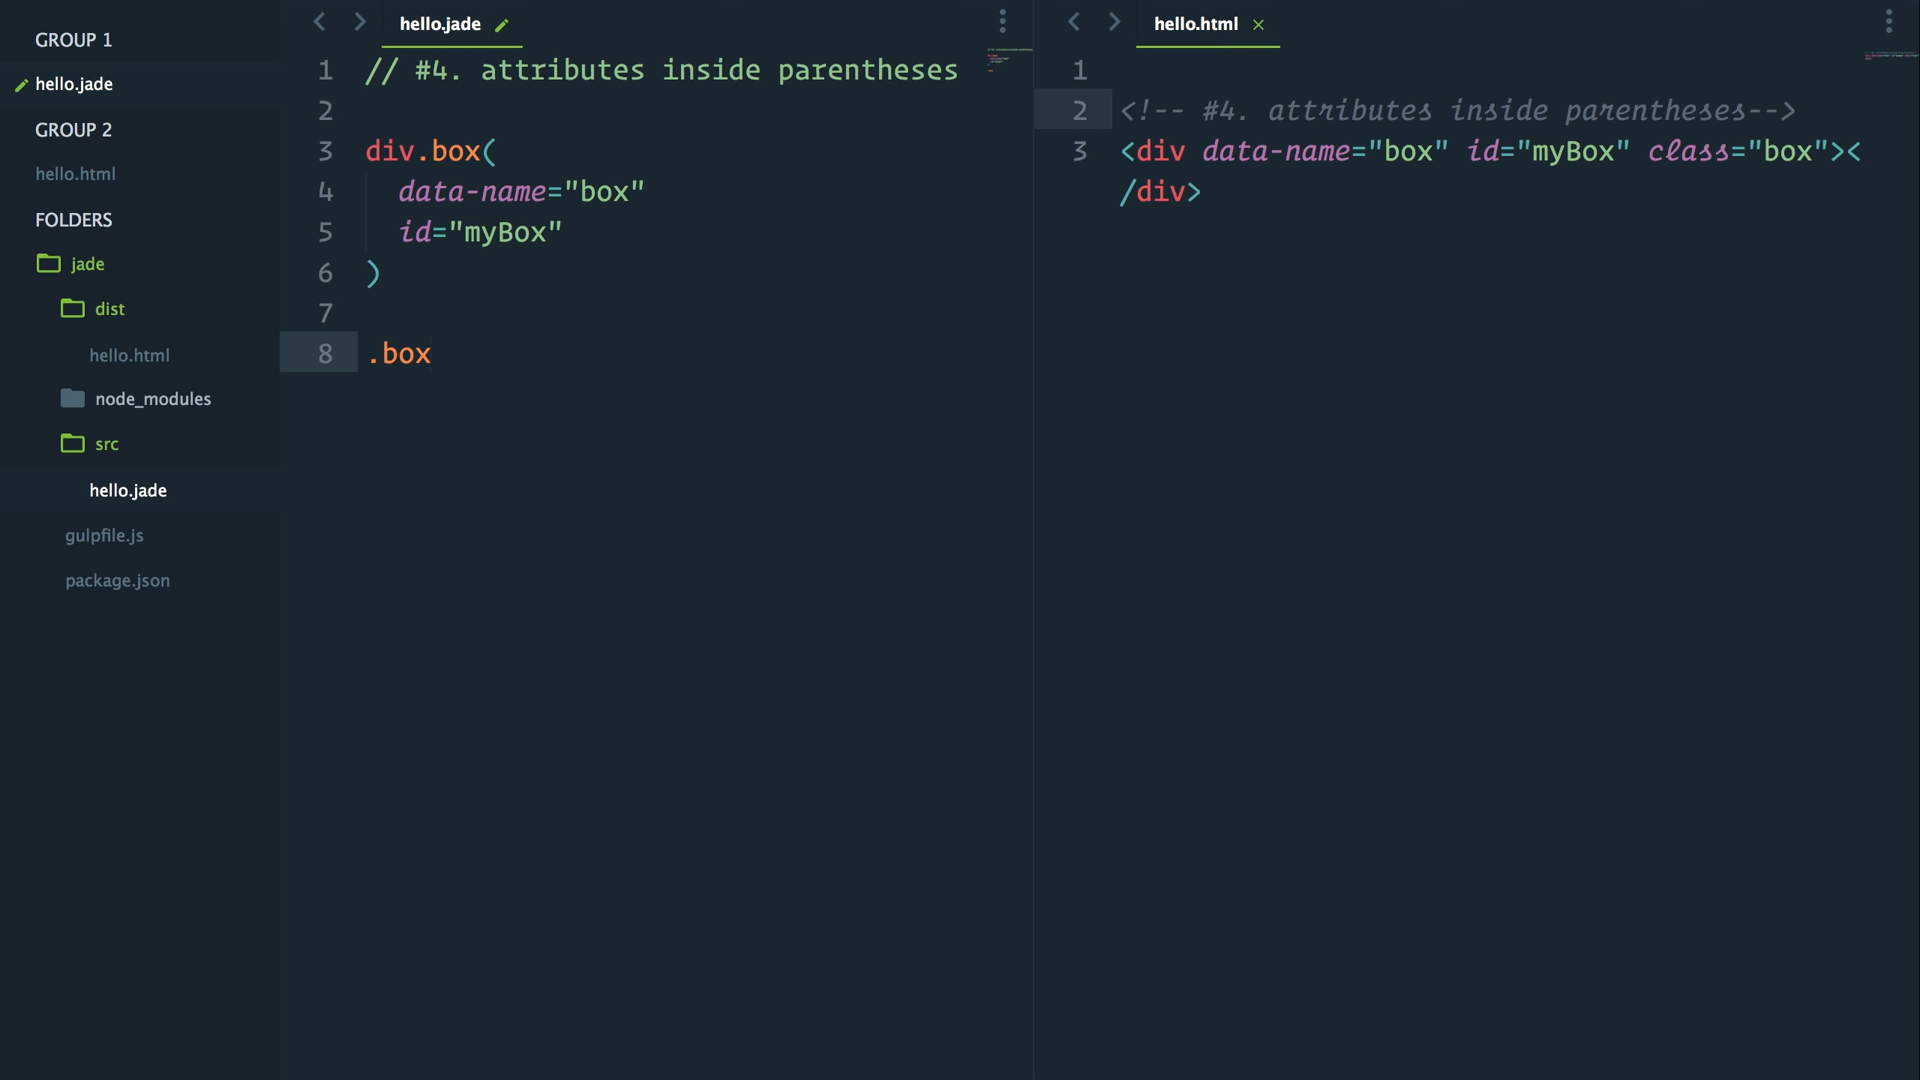 GROUP 1
hello.jade
GROUP 2
hello.html
FOLDERS
jade
dist
hello.html
node_modules
src
hello.jade
gulpfile.js
package.json
hello.jade
1 // #4. attributes inside parentheses
2
3 div.box(
4 data-name="box"
5 id="myBox"
6 )
7
8 .box
hello.html
1
2 <!-- #4. attributes inside parentheses-->
3 <div data-name="box" id="myBox" class="box"><
/div>